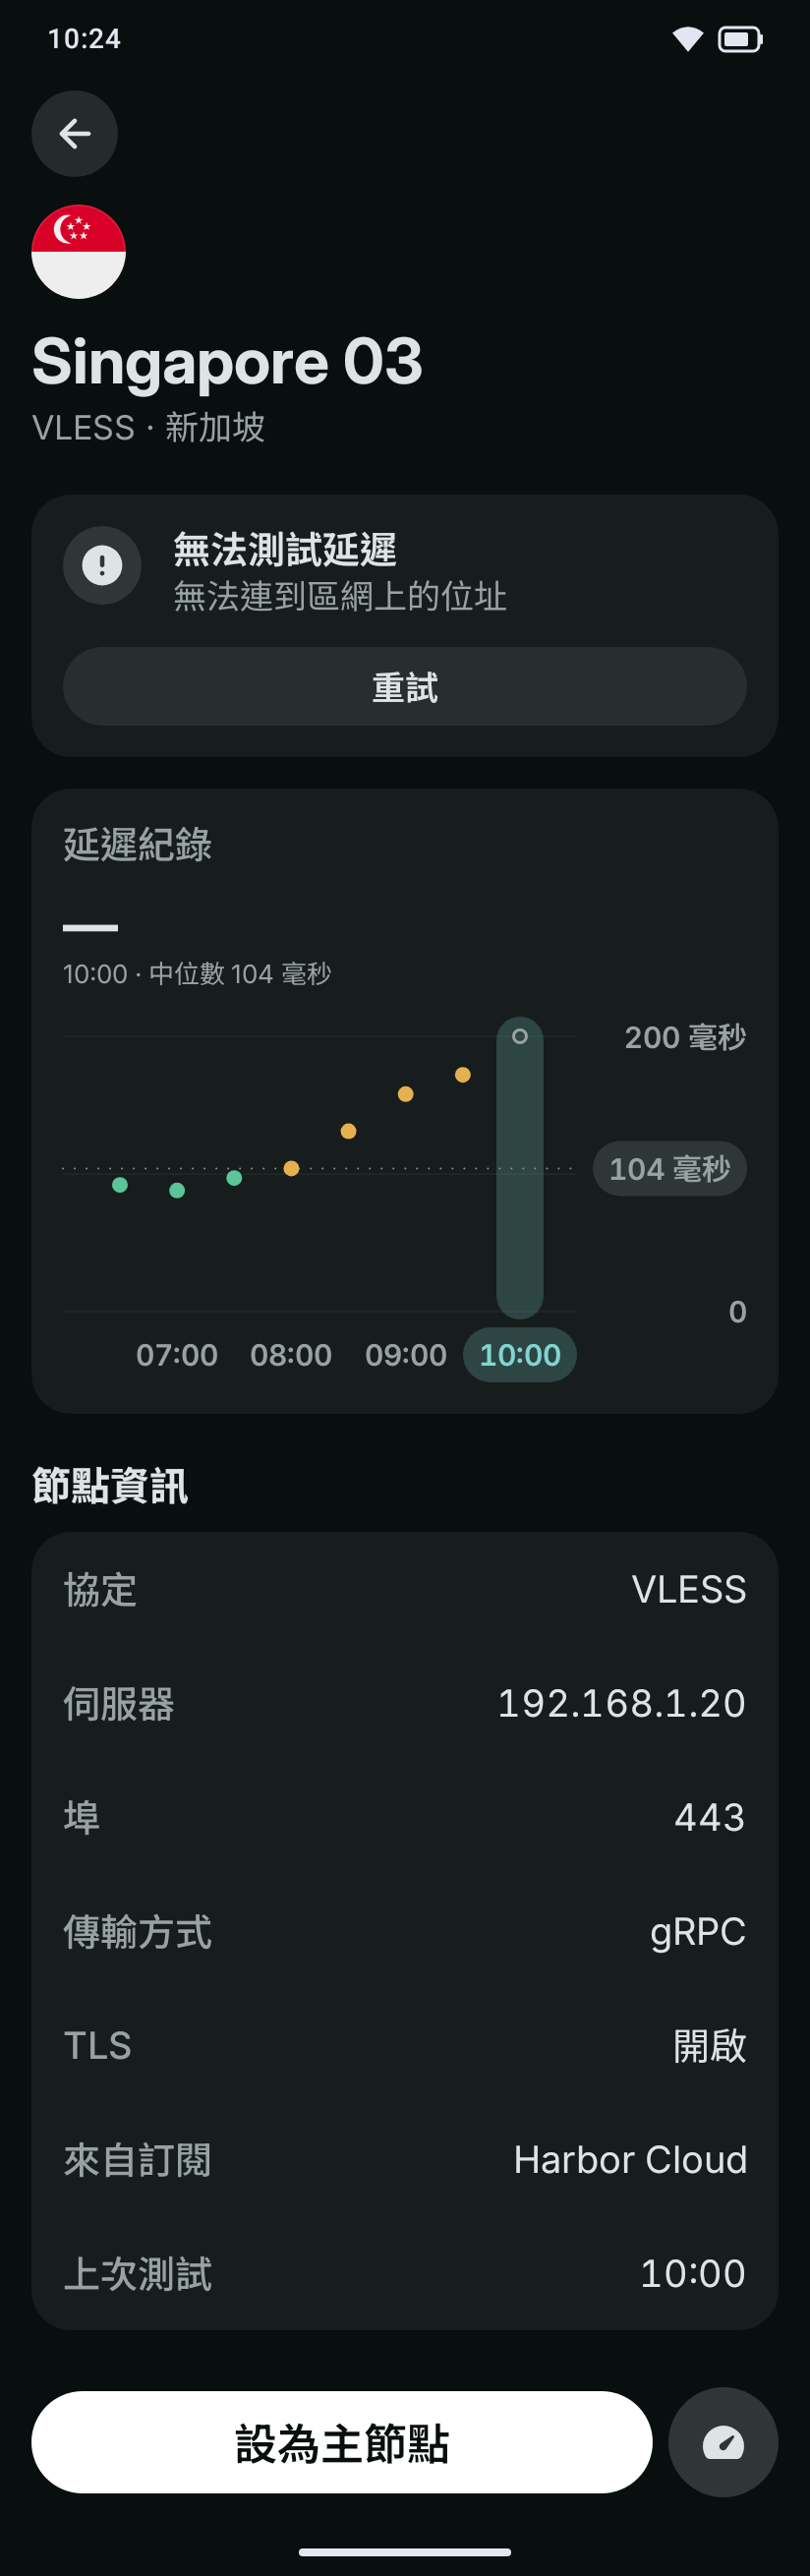 10:24
Singapore 03
VLESS · 新加坡
無法測試延遲
無法連到區網上的位址
重試
延遲紀錄
—
10:00 · 中位數 104 毫秒
200 毫秒
104 毫秒
0
07:00 08:00 09:00 10:00
節點資訊
協定 VLESS
伺服器 192.168.1.20
埠 443
傳輸方式 gRPC
TLS 開啟
來自訂閱 Harbor Cloud
上次測試 10:00
設為主節點